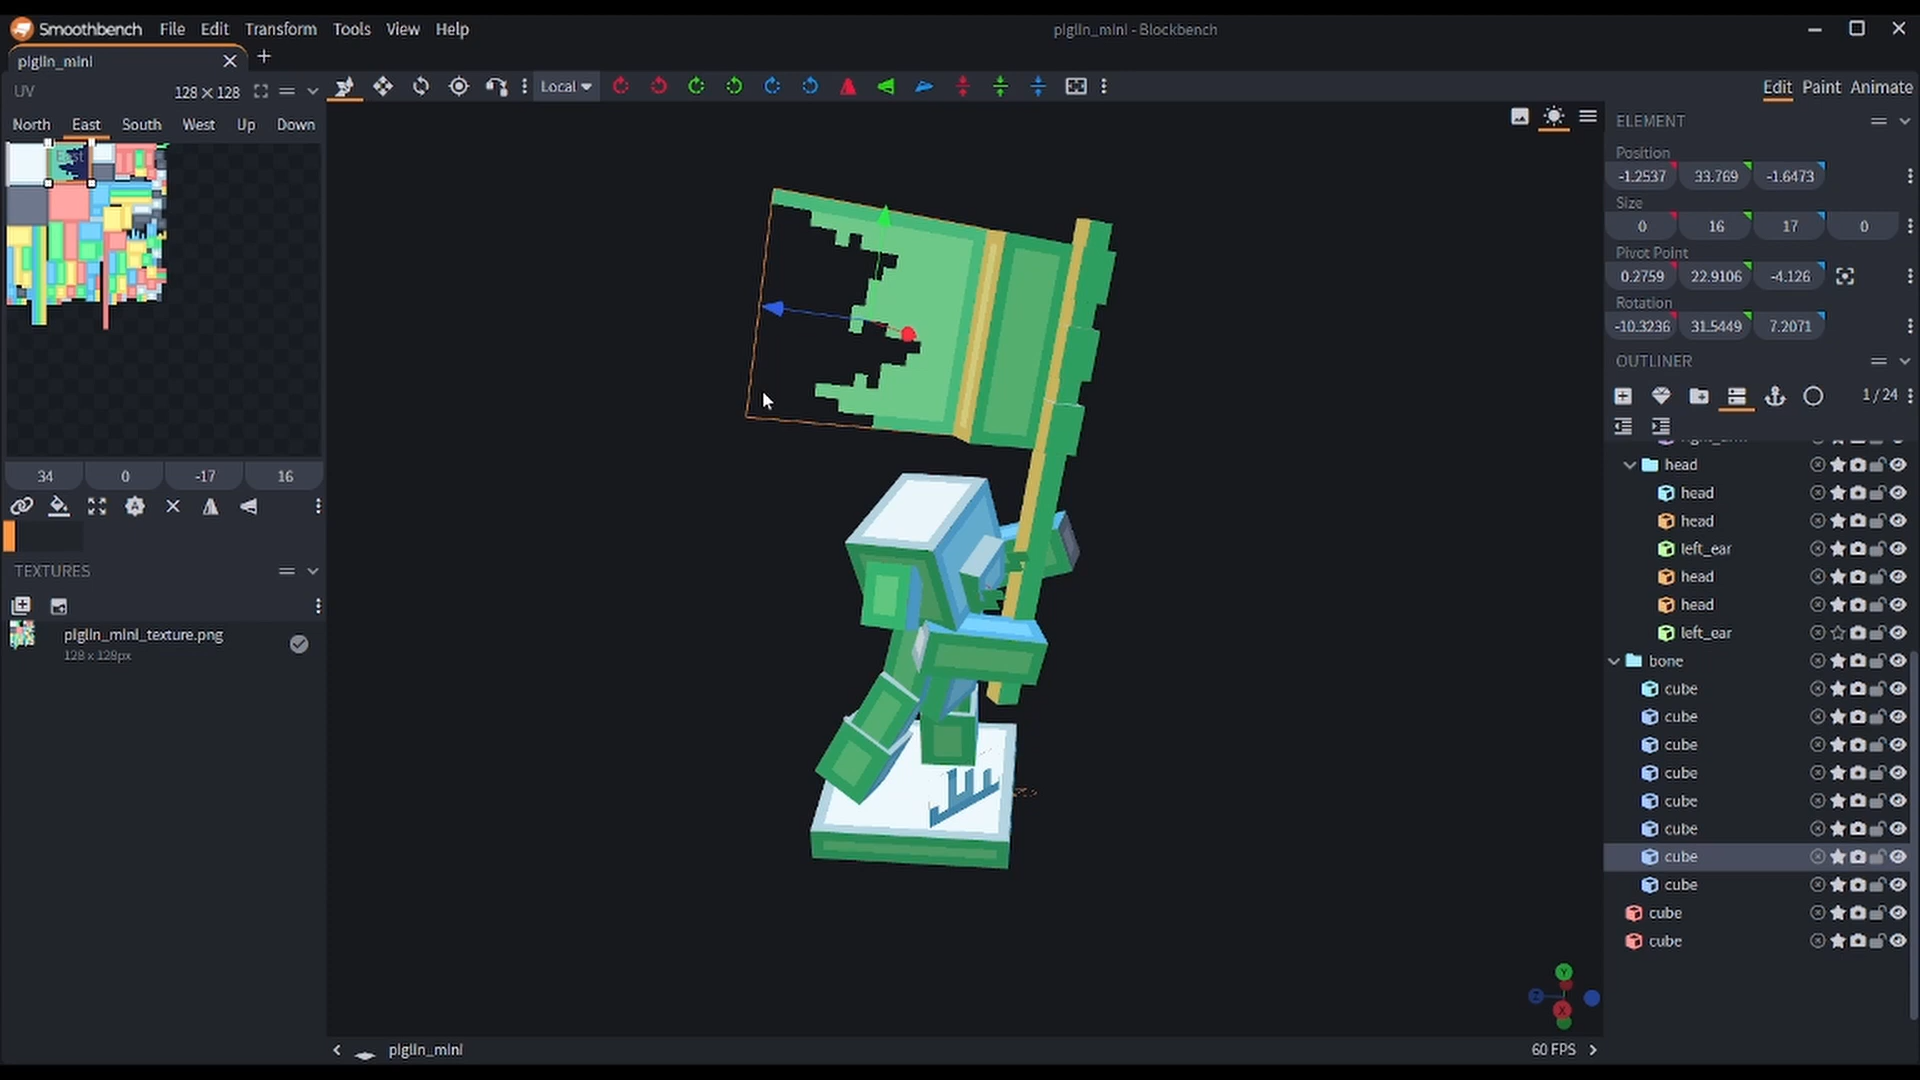 Smoothbench File Edit Transform Tools View Help
piglin_mini - Blockbench
piglin_mini
UV 128 × 128
Local
Edit Paint Animate
North East South West Up Down
East
34 0 -17 16
TEXTURES
piglin_mini_texture.png
128 x 128px
ELEMENT
Position
-1.2537 33.769 -1.6473
Size
0 16 17 0
Pivot Point
0.2759 22.9106 -4.126
Rotation
-10.3236 31.5449 7.2071
OUTLINER
1 / 24
head
head
head
left_ear
head
head
left_ear
bone
cube
cube
cube
cube
cube
cube
cube
cube
cube
cube
Y
Z
X
piglin_mini
60 FPS